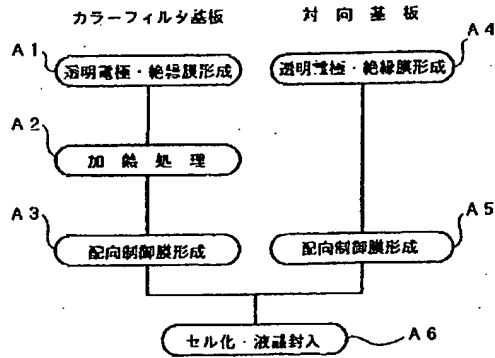 カラーフィルタ基板
対向基板
A1
透明電極・絶縁膜形成
A4
透明電極・絶縁膜形成
A2
加熱処理
A3
配向制御膜形成
A5
配向制御膜形成
セル化・液晶封入
A6